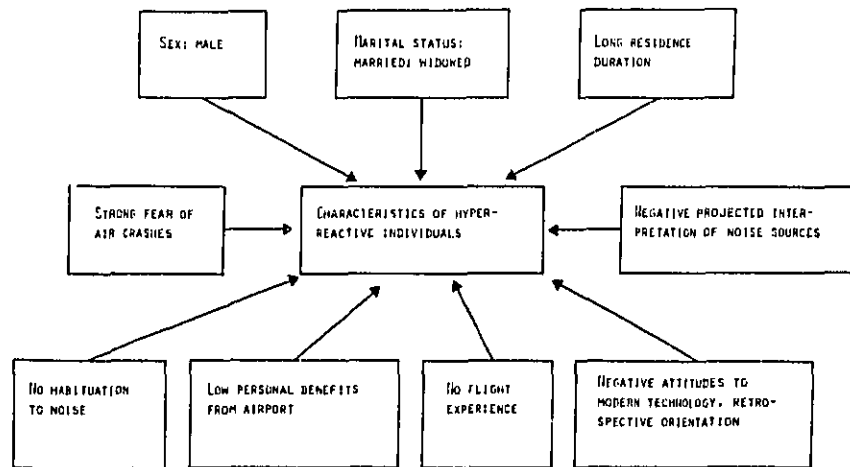 SEX: MALE
MARITAL STATUS:
MARRIED; WIDOWED
LONG RESIDENCE
DURATION
STRONG FEAR OF
AIR CRASHES
CHARACTERISTICS OF HYPER-
REACTIVE INDIVIDUALS
NEGATIVE PROJECTED INTER-
PRETATION OF NOISE SOURCES
NO HABITUATION
TO NOISE
LOW PERSONAL BENEFITS
FROM AIRPORT
NO FLIGHT
EXPERIENCE
NEGATIVE ATTITUDES TO
MODERN TECHNOLOGY, RETRO-
SPECTIVE ORIENTATION